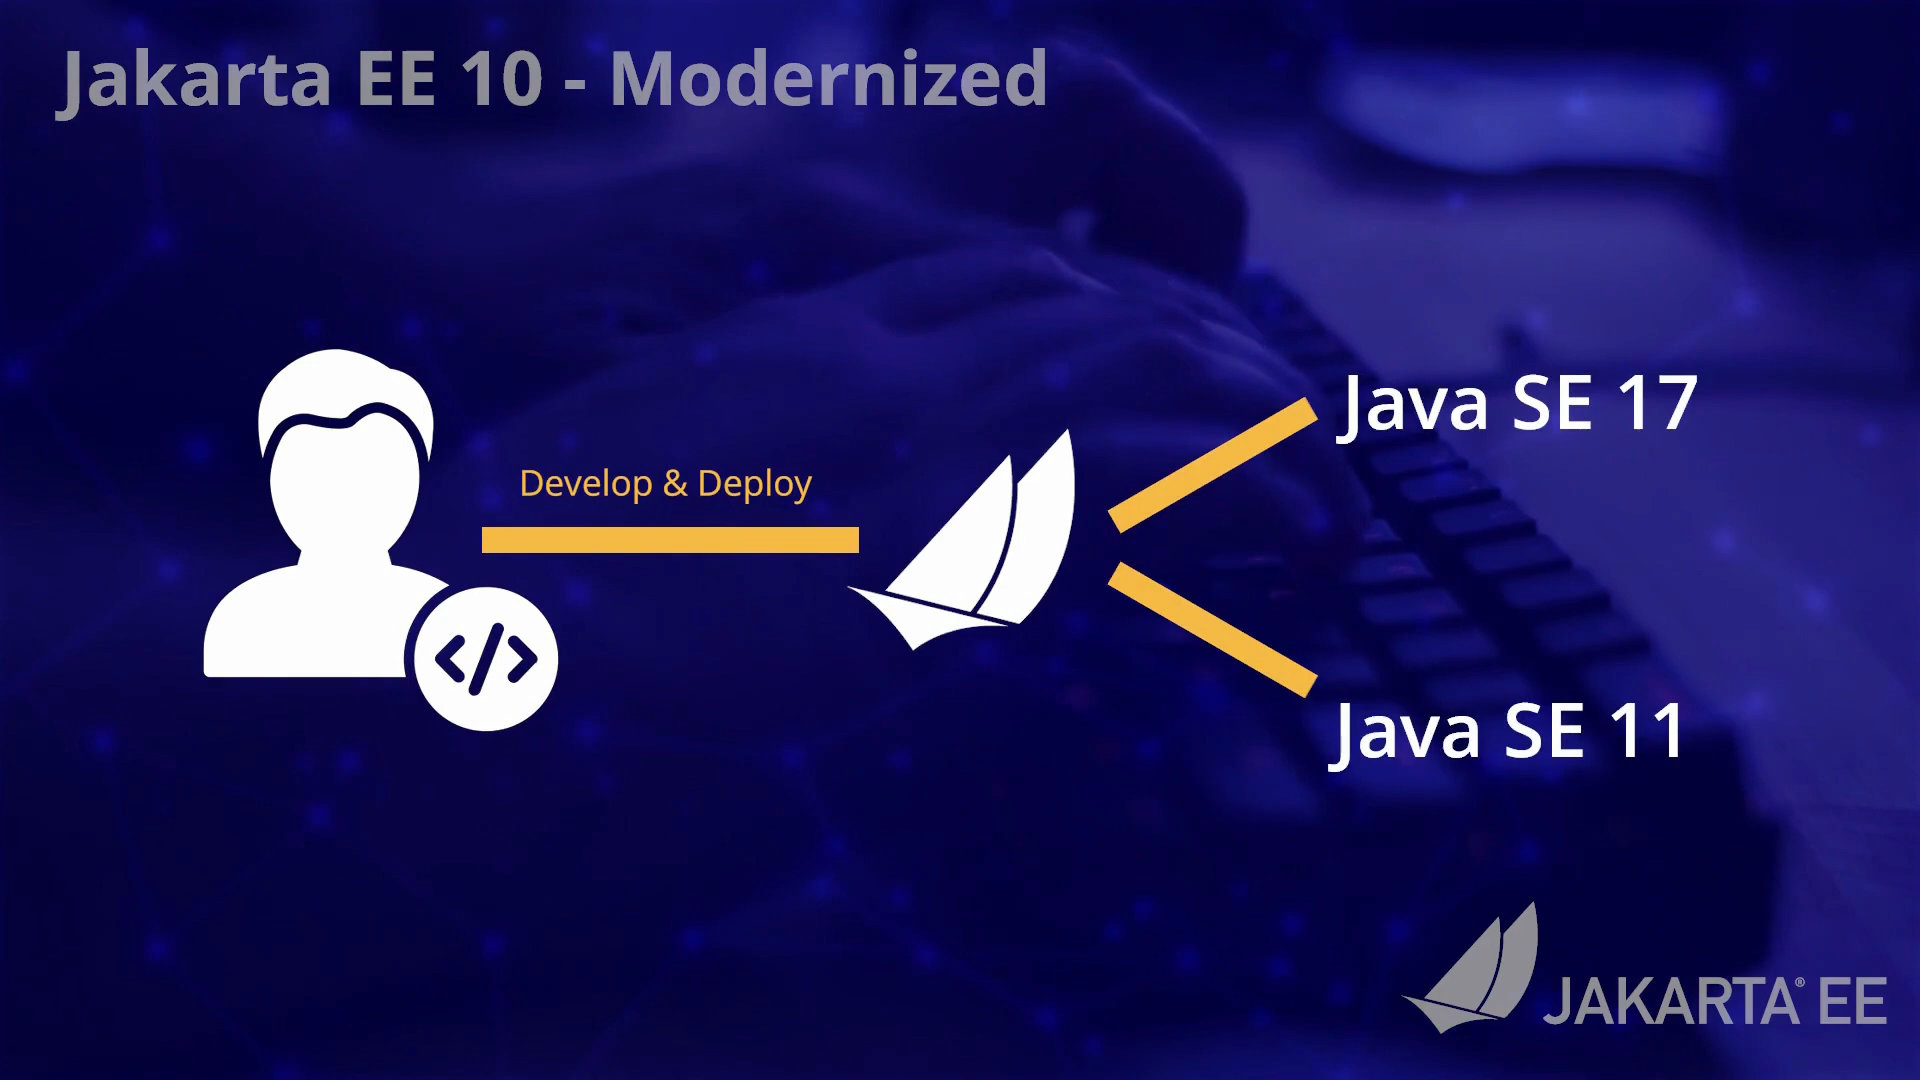 Jakarta EE 10 - Modernized
Develop & Deploy
</>
Java SE 17
Java SE 11
JAKARTA® EE